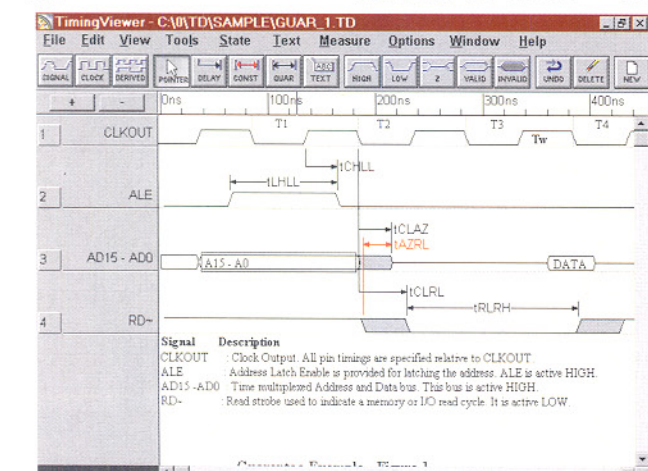 TimingViewer - C:\0\TD\SAMPLE\GUAR_1.TD
File Edit View Tools State Text Measure Options Window Help
SIGNAL CLOCK DERIVED POINTER DELAY CONST GUAR TEXT HIGH LOW Z VALID INVALID UNDO DELETE NEW
ABC
+ - 0ns 100ns 200ns 300ns 400ns
1 CLKOUT T1 T2 T3 Tw T4
tCHLL
tLHLL
2 ALE
tCLAZ
tAZRL
3 AD15 - AD0 A15 - A0 DATA
tCLRL
tRLRH
4 RD~
Signal Description
CLKOUT : Clock Output. All pin timings are specified relative to CLKOUT.
ALE : Address Latch Enable is provided for latching the address. ALE is active HIGH.
AD15 -AD0 Time multiplexed Address and Data bus. This bus is active HIGH.
RD~ : Read strobe used to indicate a memory or I/O read cycle. It is active LOW.